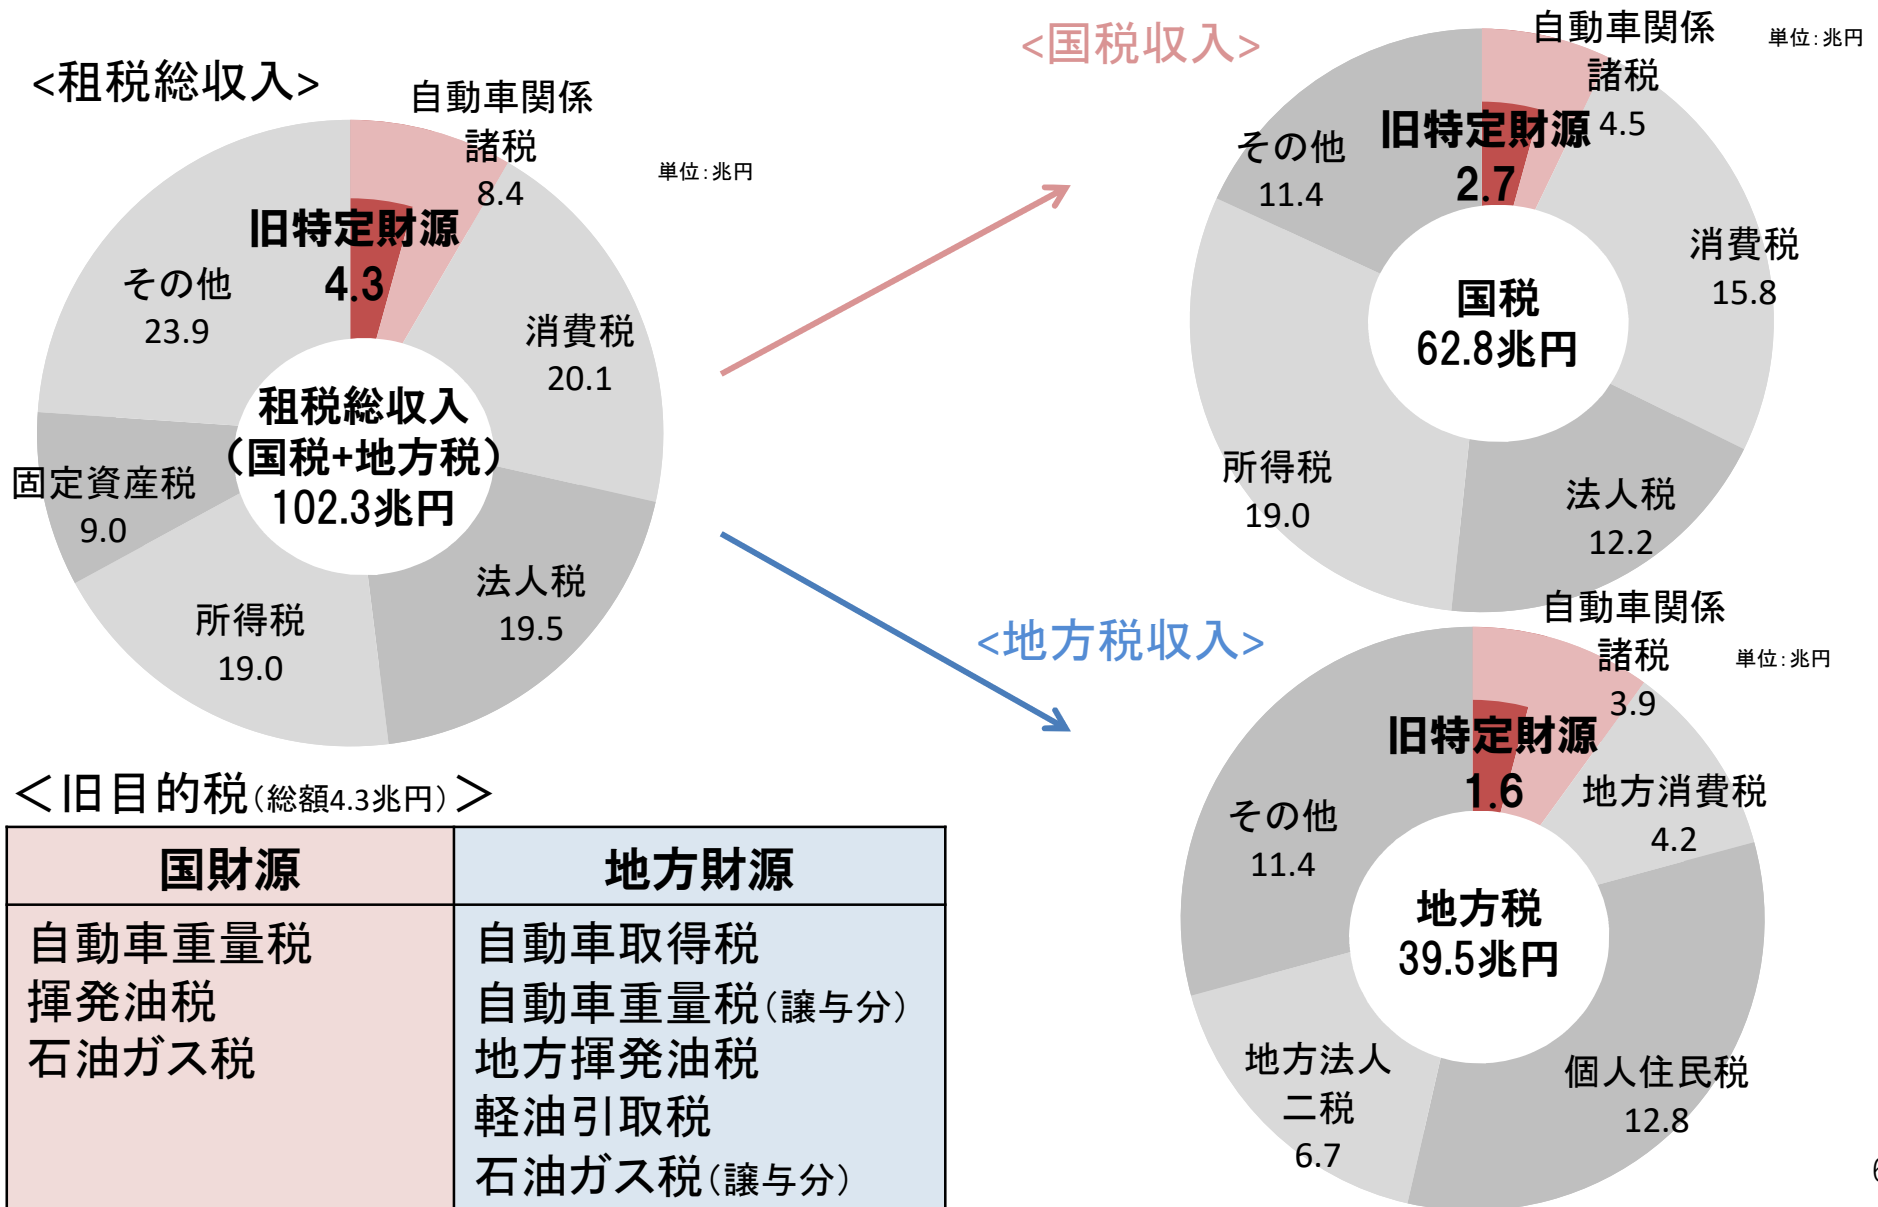 <租税総収入>
単位：兆円
自動車関係
諸税
8.4
旧特定財源
4.3
消費税
20.1
法人税
19.5
所得税
19.0
固定資産税
9.0
その他
23.9
租税総収入
（国税+地方税）
102.3兆円
<国税収入>
単位：兆円
自動車関係
諸税
4.5
旧特定財源
2.7
消費税
15.8
法人税
12.2
所得税
19.0
その他
11.4
国税
62.8兆円
<地方税収入>
単位：兆円
自動車関係
諸税
3.9
旧特定財源
1.6
地方消費税
4.2
個人住民税
12.8
地方法人
二税
6.7
その他
11.4
地方税
39.5兆円
＜旧目的税（総額4.3兆円）＞
国財源
自動車重量税
揮発油税
石油ガス税
地方財源
自動車取得税
自動車重量税（譲与分）
地方揮発油税
軽油引取税
石油ガス税（譲与分）